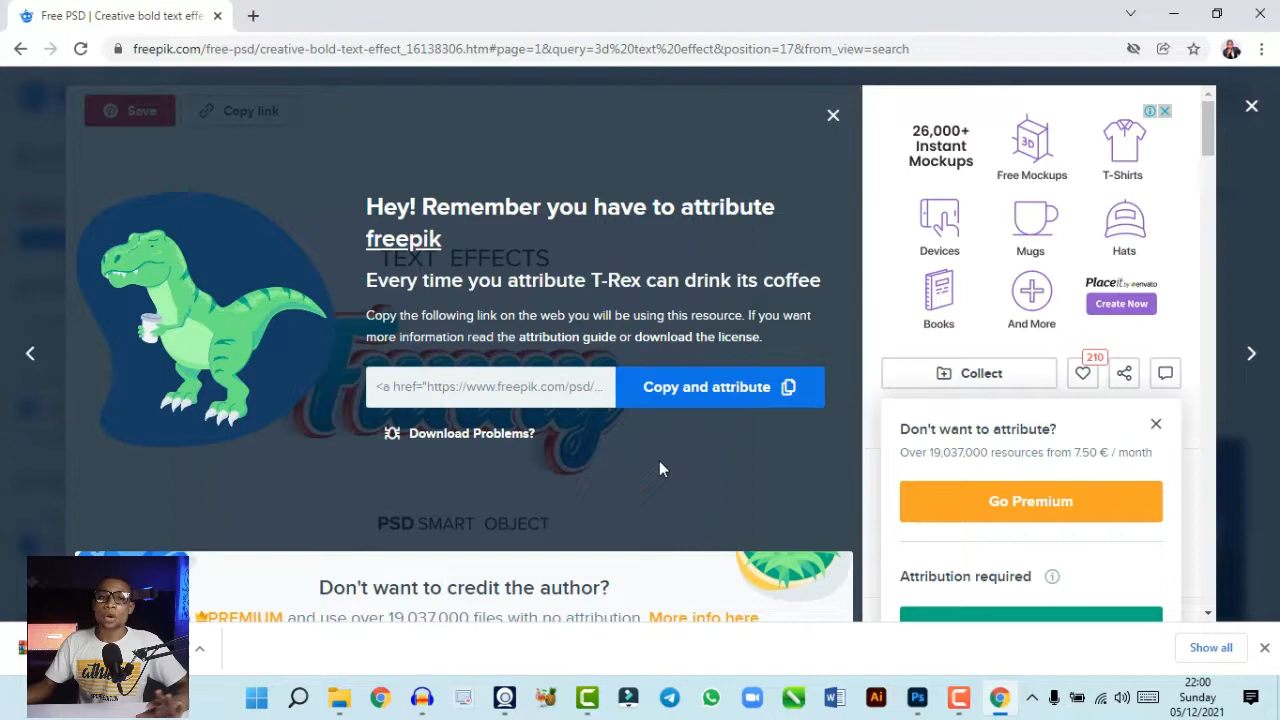 Free PSD | Creative bold text effe
freepik.com/free-psd/creative-bold-text-effect_16138306.htm#page=1&query=3d%20text%20effect&position=17&from_view=search
Save
Copy link
Hey! Remember you have to attribute
freepik
TEXT EFFECTS
Every time you attribute T-Rex can drink its coffee
Copy the following link on the web you will be using this resource. If you want
more information read the attribution guide or download the license.
<a href="https://www.freepik.com/psd/...
Copy and attribute
Download Problems?
PSD SMART OBJECT
Don't want to credit the author?
PREMIUM and use over 19,037,000 files with no attribution. More info here
26,000+
Instant
Mockups
3D
Free Mockups
T-Shirts
Devices
Mugs
Hats
Books
And More
Placeit by envato
Create Now
Collect
210
Don't want to attribute?
Over 19,037,000 resources from 7.50 € / month
Go Premium
Attribution required
Show all
W
Ai
Ps
22:00
Sunday
05/12/2021